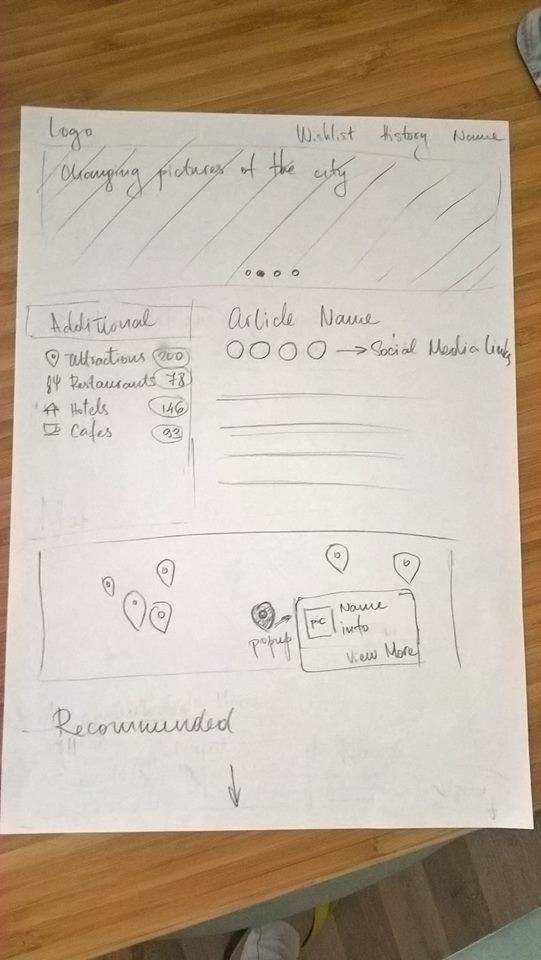 Logo Wishlist History Name
Changing pictures of the city
Additional
Attractions 200
Restaurants 78
Hotels 146
Cafes 93
Article Name
Social Media links
popup
pic
Name
info
View More
Recommunded